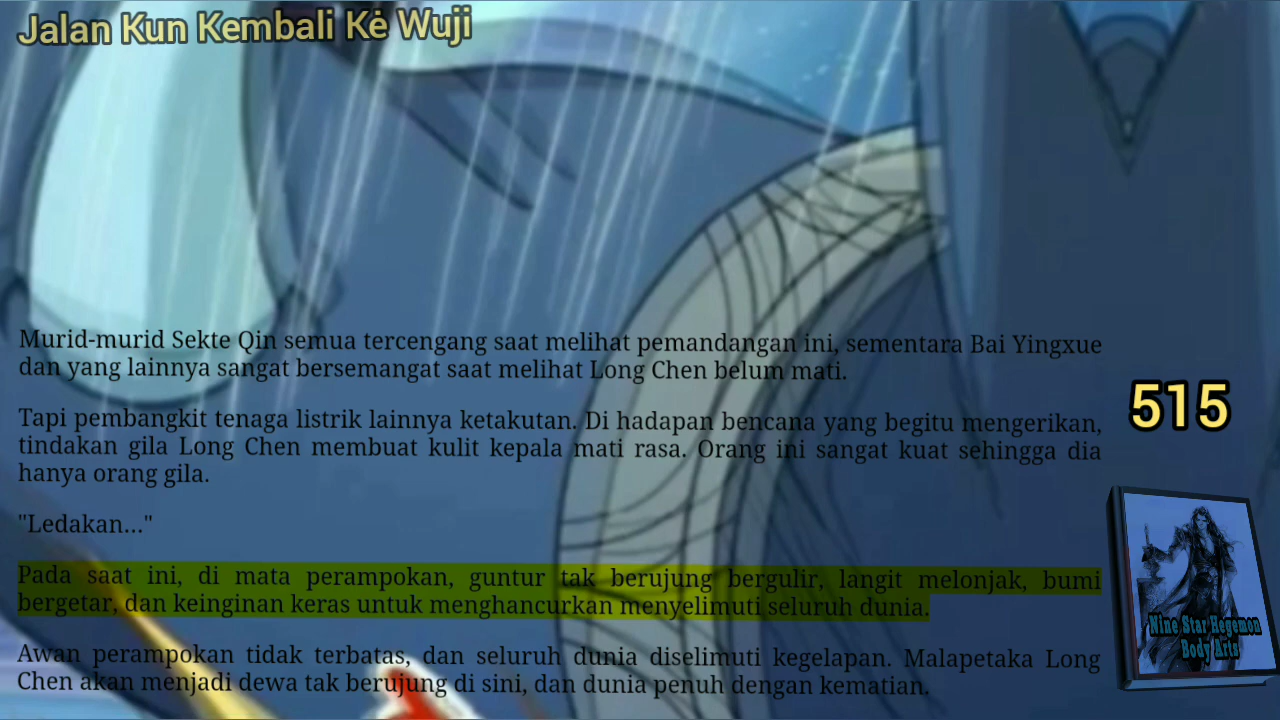 Jalan Kun Kembali Kė Wuji
Murid-murid Sekte Qin semua tercengang saat melihat pemandangan ini, sementara Bai Yingxue
dan yang lainnya sangat bersemangat saat melihat Long Chen belum mati.
Tapi pembangkit tenaga listrik lainnya ketakutan. Di hadapan bencana yang begitu mengerikan,
tindakan gila Long Chen membuat kulit kepala mati rasa. Orang ini sangat kuat sehingga dia
hanya orang gila.
"Ledakan..."
Pada saat ini, di mata perampokan, guntur tak berujung bergulir, langit melonjak, bumi
bergetar, dan keinginan keras untuk menghancurkan menyelimuti seluruh dunia.
Awan perampokan tidak terbatas, dan seluruh dunia diselimuti kegelapan. Malapetaka Long
Chen akan menjadi dewa tak berujung di sini, dan dunia penuh dengan kematian.
515
Nine Star Hegemon
Body Arts